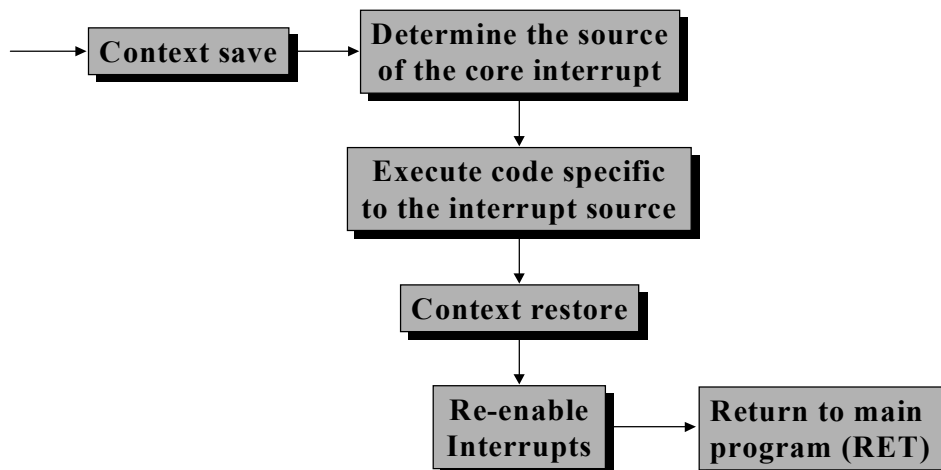 Context save
Determine the source
of the core interrupt
Execute code specific
to the interrupt source
Context restore
Re-enable
Interrupts
Return to main
program (RET)